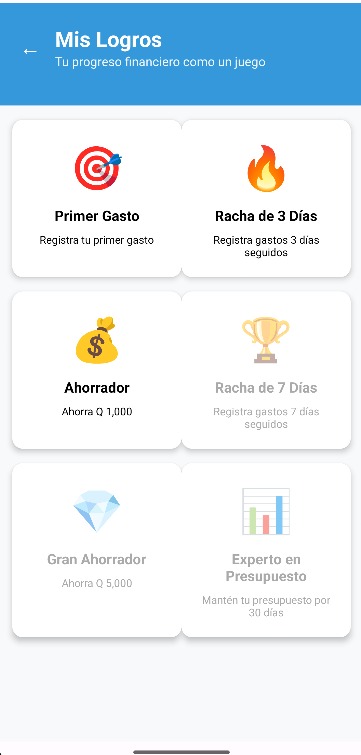 Mis Logros
Tu progreso financiero como un juego
Primer Gasto
Registra tu primer gasto
Racha de 3 Días
Registra gastos 3 días
seguidos
Ahorrador
Ahorra Q 1,000
Racha de 7 Días
Registra gastos 7 días
seguidos
Gran Ahorrador
Ahorra Q 5,000
Experto en
Presupuesto
Mantén tu presupuesto por
30 días